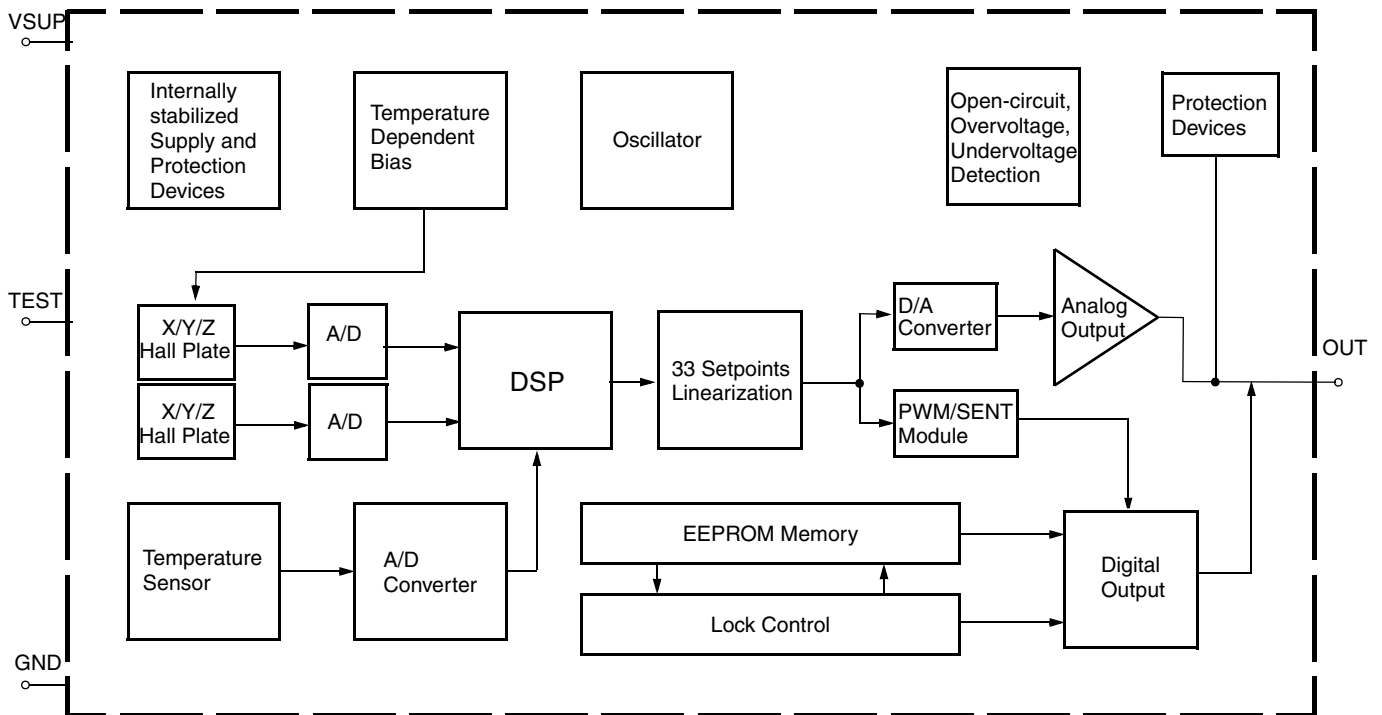 VSUP
Internally
stabilized
Supply and
Protection
Devices
Temperature
Dependent
Bias
Oscillator
Open-circuit,
Overvoltage,
Undervoltage
Detection
Protection
Devices
TEST
X/Y/Z
Hall Plate
A/D
X/Y/Z
Hall Plate
A/D
DSP
33 Setpoints
Linearization
D/A
Converter
Analog
Output
PWM/SENT
Module
OUT
Temperature
Sensor
A/D
Converter
EEPROM Memory
Lock Control
Digital
Output
GND